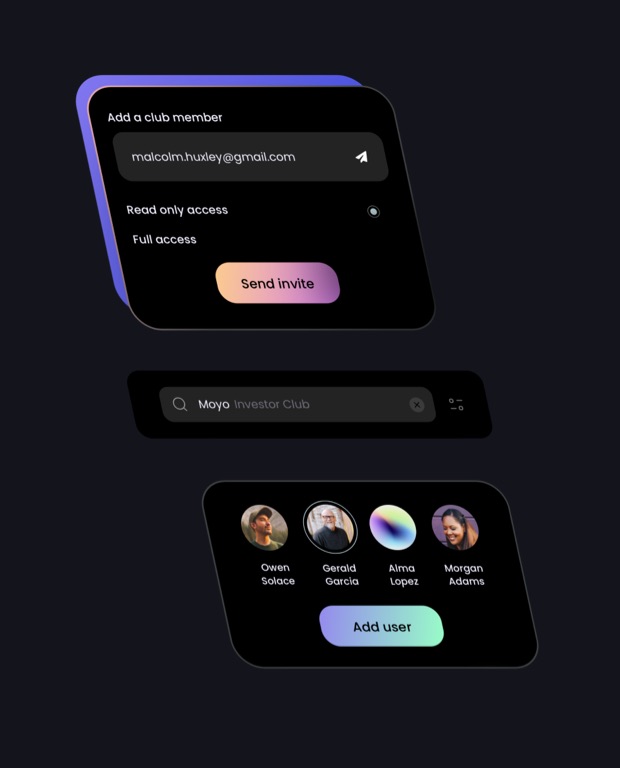 Add a club member
malcolm.huxley@gmail.com
Read only access
Full access
Send invite
Moyo Investor Club
Owen
Solace
Gerald
Garcia
Alma
Lopez
Morgan
Adams
Add user